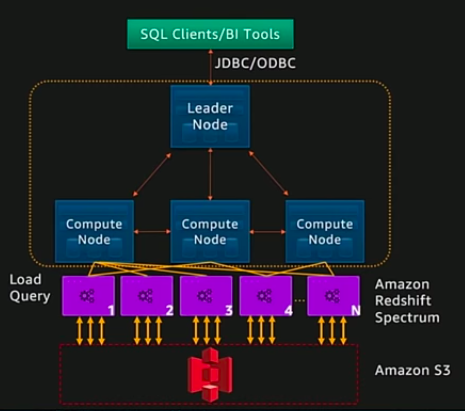 SQL Clients/BI Tools
JDBC/ODBC
Leader
Node
Compute
Node
Compute
Node
Compute
Node
Load
Query
1
2
3
4
...
N
Amazon
Redshift
Spectrum
Amazon S3